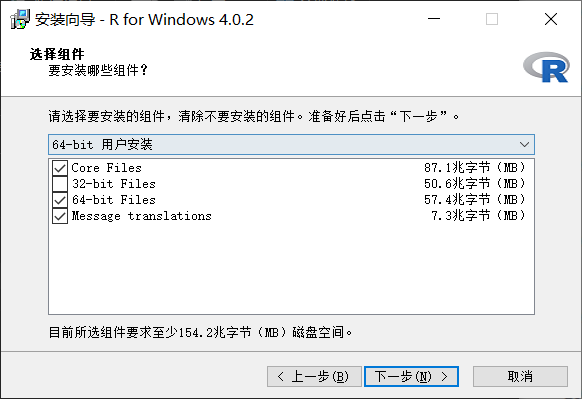 安装向导 - R for Windows 4.0.2
选择组件
要安装哪些组件？
R
请选择要安装的组件，清除不要安装的组件。准备好后点击“下一步”。
64-bit 用户安装
Core Files 87.1兆字节（MB）
32-bit Files 50.6兆字节（MB）
64-bit Files 57.4兆字节（MB）
Message translations 7.3兆字节（MB）
目前所选组件要求至少154.2兆字节（MB）磁盘空间。
< 上一步(B) 下一步(N) > 取消